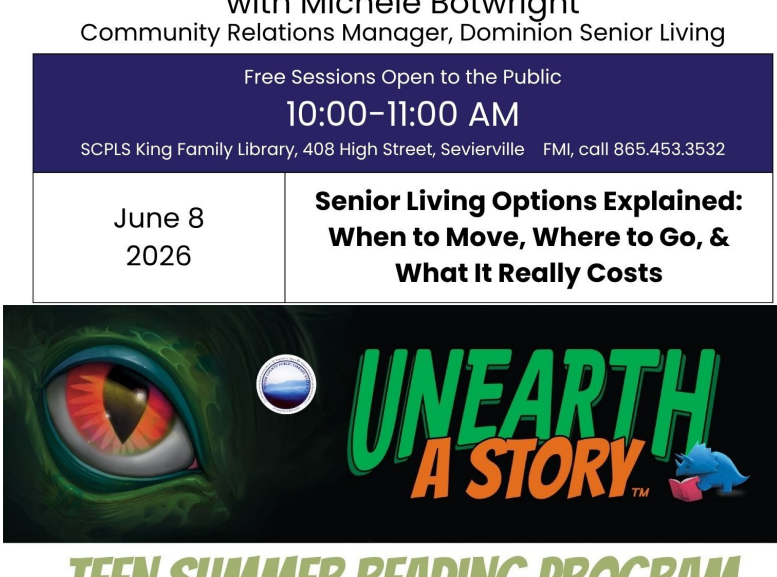 with Michele Botwright
Community Relations Manager, Dominion Senior Living
Free Sessions Open to the Public
10:00-11:00 AM
SCPLS King Family Library, 408 High Street, Sevierville FMI, call 865.453.3532
June 8
2026
Senior Living Options Explained:
When to Move, Where to Go, &
What It Really Costs
UNEARTH
A STORY™
TEEN SUMMER READING PROGRAM